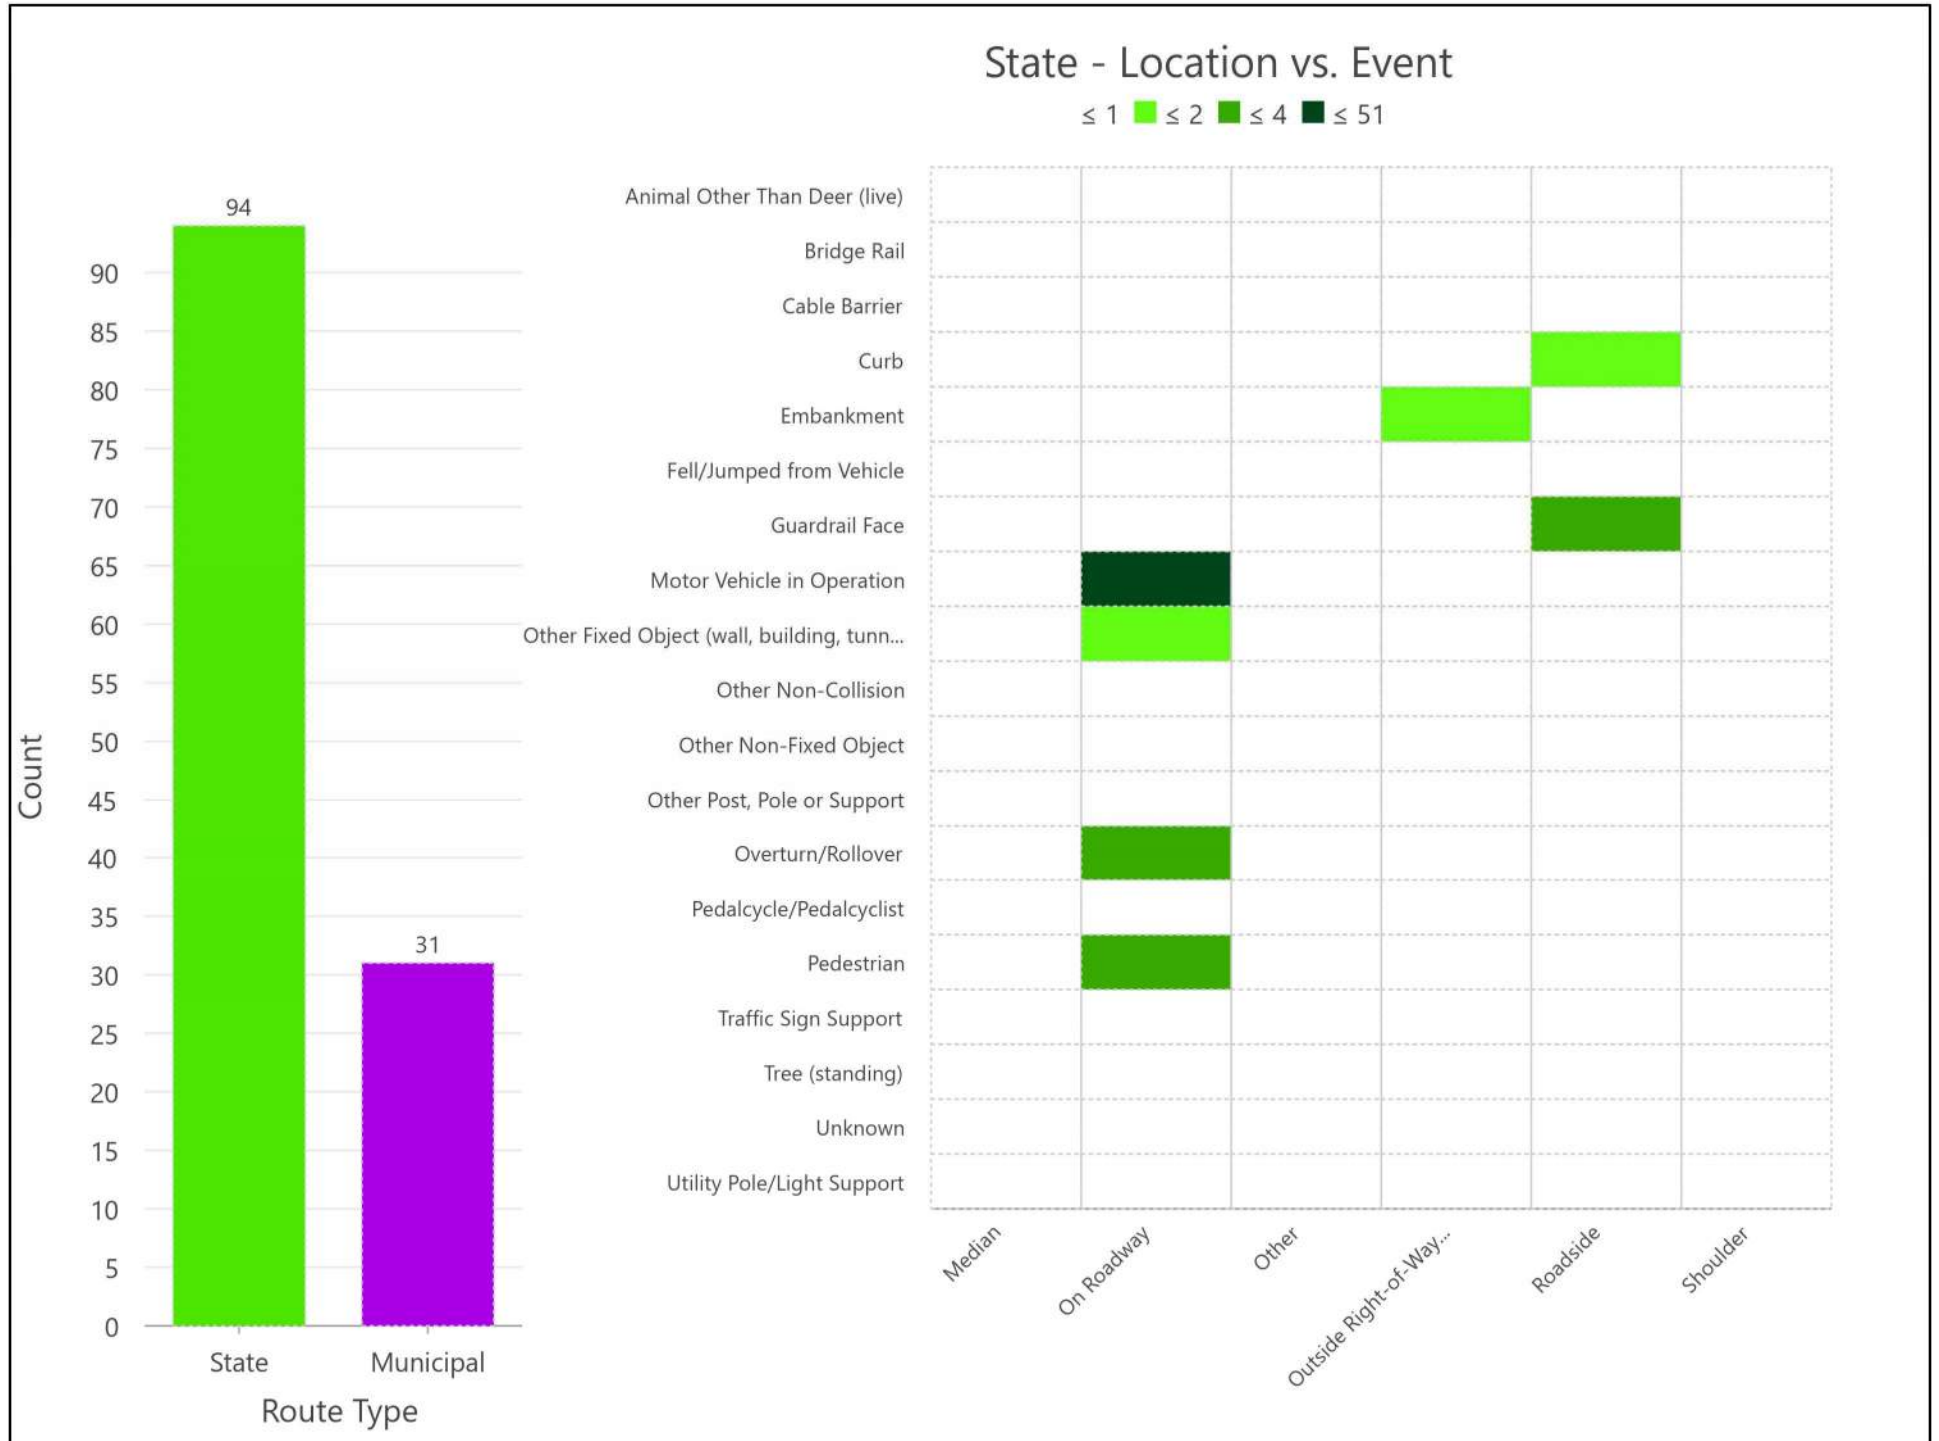 State - Location vs. Event
≤ 1 ≤ 2 ≤ 4 ≤ 51
94
31
90
85
80
75
70
65
60
55
50
45
40
35
30
25
20
15
10
5
0
Count
State
Municipal
Route Type
Animal Other Than Deer (live)
Bridge Rail
Cable Barrier
Curb
Embankment
Fell/Jumped from Vehicle
Guardrail Face
Motor Vehicle in Operation
Other Fixed Object (wall, building, tunn...
Other Non-Collision
Other Non-Fixed Object
Other Post, Pole or Support
Overturn/Rollover
Pedalcycle/Pedalcyclist
Pedestrian
Traffic Sign Support
Tree (standing)
Unknown
Utility Pole/Light Support
Median
On Roadway
Other
Outside Right-of-Way...
Roadside
Shoulder